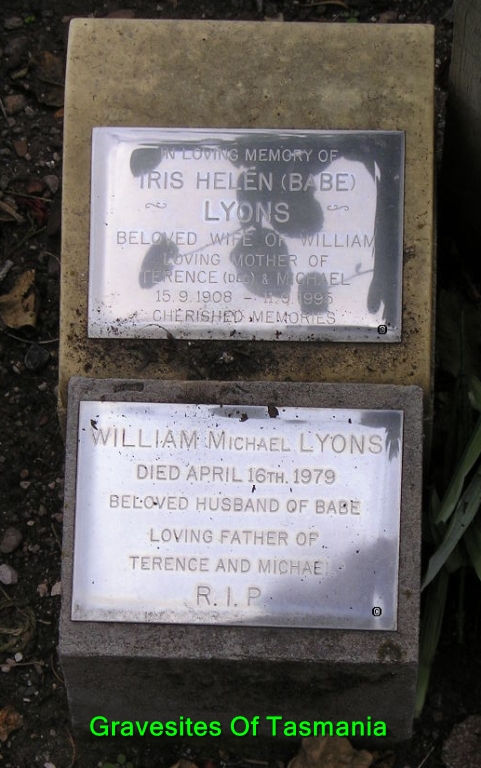 IN LOVING MEMORY OF
IRIS HELEN (BABE)
LYONS
BELOVED WIFE OF WILLIAM
LOVING MOTHER OF
TERENCE (DEC) & MICHAEL
15.9.1908 - 11.9.1995
CHERISHED MEMORIES
WILLIAM MICHAEL LYONS
DIED APRIL 16TH. 1979
BELOVED HUSBAND OF BABE
LOVING FATHER OF
TERENCE AND MICHAEL
R.I.P
Gravesites Of Tasmania